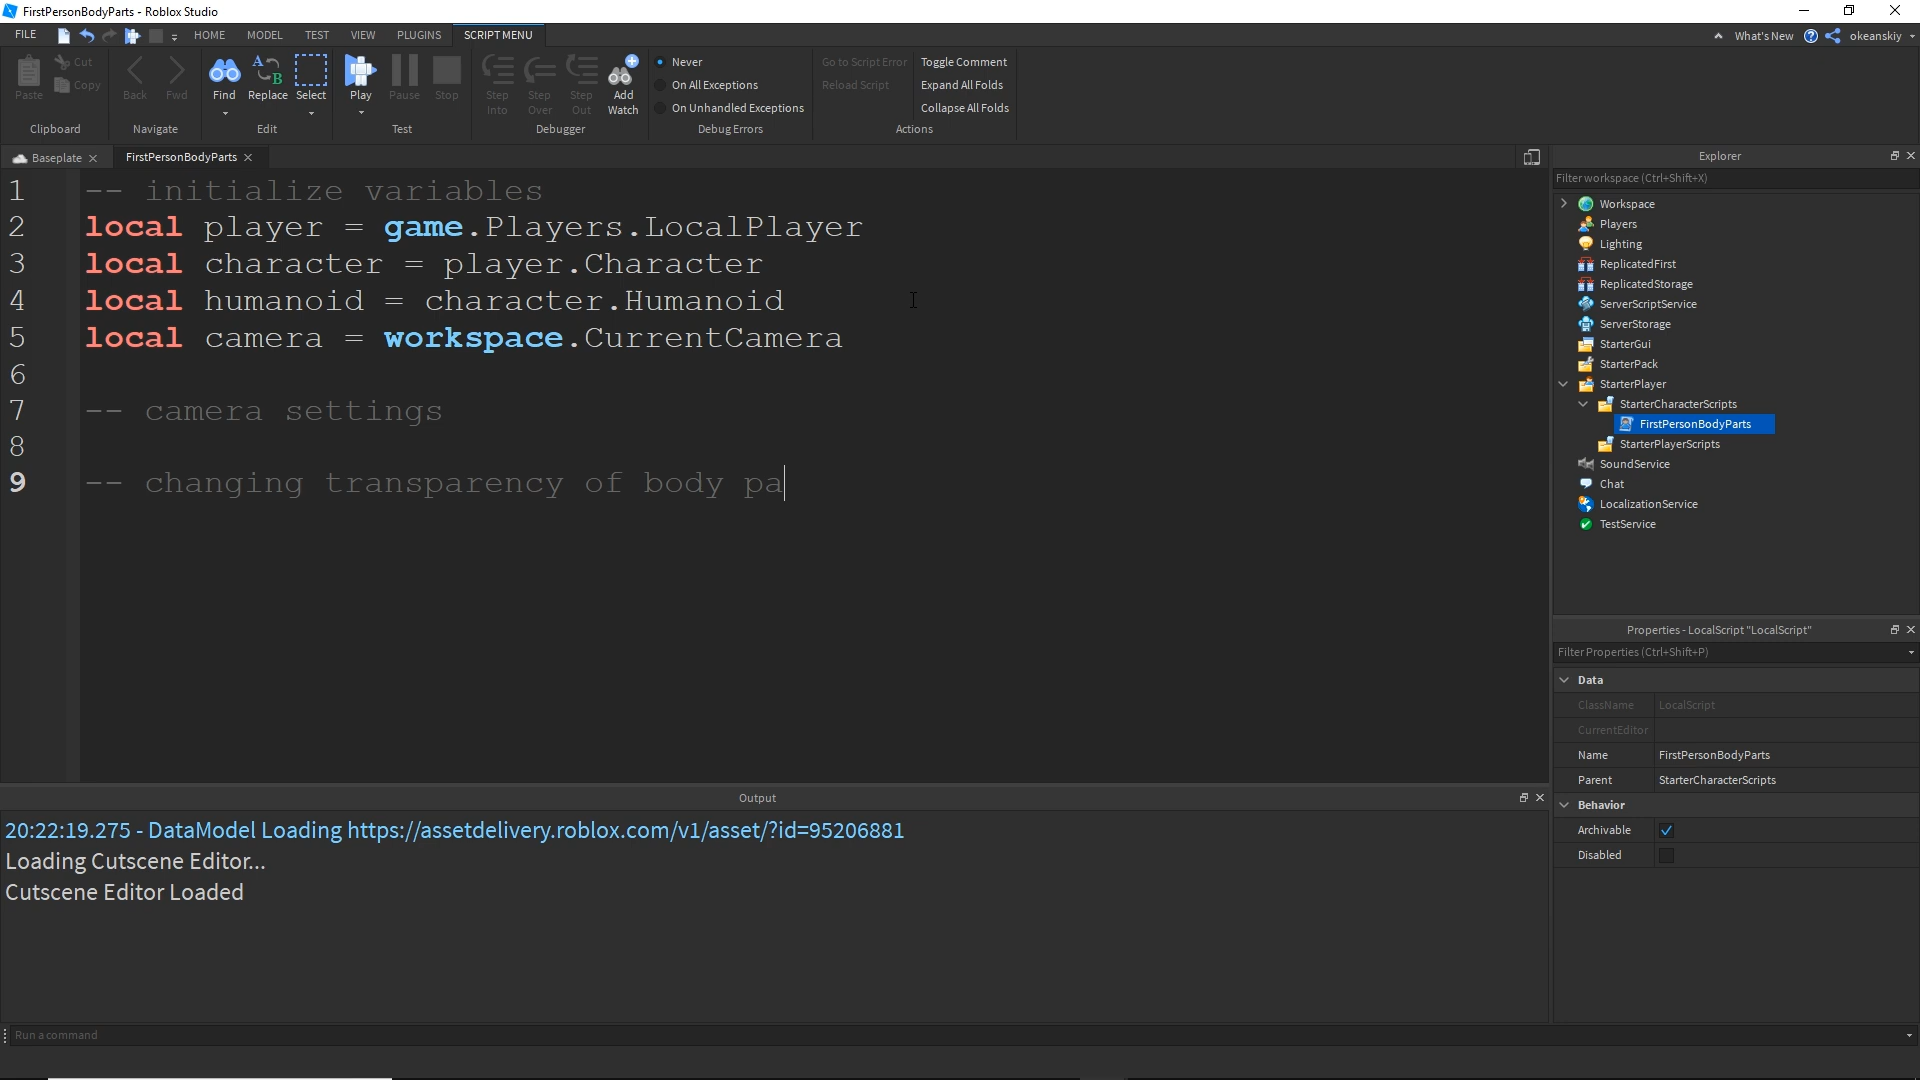 FirstPersonBodyParts - Roblox Studio
FILE HOME MODEL TEST VIEW PLUGINS SCRIPT MENU What's New okeanskiy
Paste Cut Copy Clipboard
Back Fwd Navigate
Find Replace Select Edit
Play Pause Stop Test
Step Into Step Over Step Out Add Watch Debugger
Never
On All Exceptions
On Unhandled Exceptions
Debug Errors
Go to Script Error
Reload Script
Toggle Comment
Expand All Folds
Collapse All Folds
Actions
Baseplate FirstPersonBodyParts
1 -- initialize variables
2 local player = game.Players.LocalPlayer
3 local character = player.Character
4 local humanoid = character.Humanoid
5 local camera = workspace.CurrentCamera
6
7 -- camera settings
8
9 -- changing transparency of body pa
Output
20:22:19.275 - DataModel Loading https://assetdelivery.roblox.com/v1/asset/?id=95206881
Loading Cutscene Editor...
Cutscene Editor Loaded
Run a command
Explorer
Filter workspace (Ctrl+Shift+X)
Workspace
Players
Lighting
ReplicatedFirst
ReplicatedStorage
ServerScriptService
ServerStorage
StarterGui
StarterPack
StarterPlayer
StarterCharacterScripts
FirstPersonBodyParts
StarterPlayerScripts
SoundService
Chat
LocalizationService
TestService
Properties - LocalScript "LocalScript"
Filter Properties (Ctrl+Shift+P)
Data
ClassName LocalScript
CurrentEditor
Name FirstPersonBodyParts
Parent StarterCharacterScripts
Behavior
Archivable
Disabled